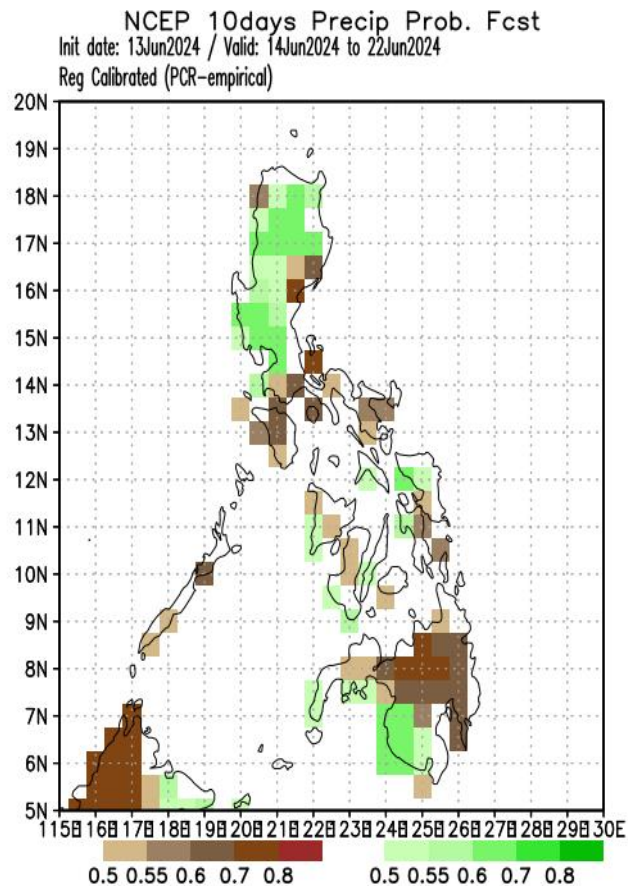 NCEP 10days Precip Prob. Fcst
Init date: 13Jun2024 / Valid: 14Jun2024 to 22Jun2024
Reg Calibrated (PCR-empirical)
20N
19N
18N
17N
16N
15N
14N
13N
12N
11N
10N
9N
8N
7N
6N
5N
115E 116E 117E 118E 119E 120E 121E 122E 123E 124E 125E 126E 127E 128E 129E 130E
0.5 0.55 0.6 0.7 0.8 0.5 0.55 0.6 0.7 0.8